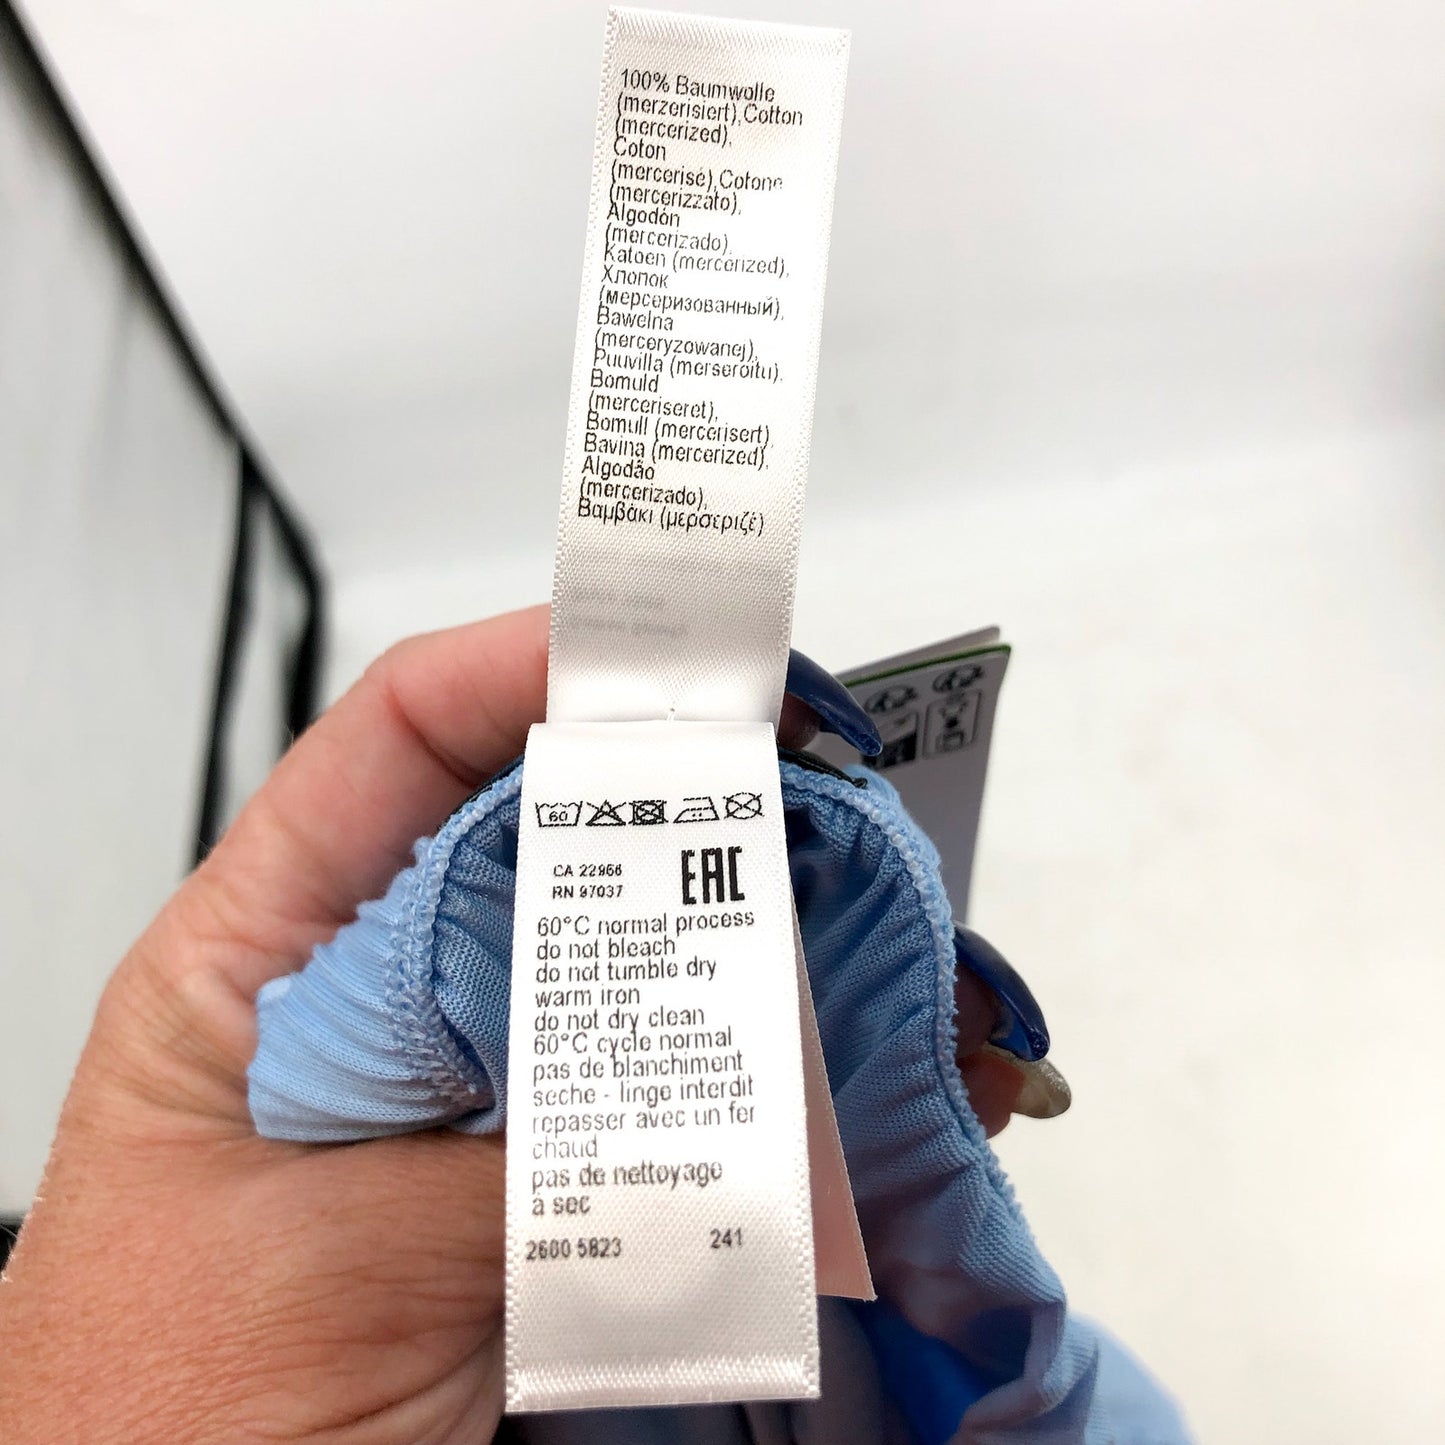 100% Baumwolle
(merzerisiert),Cotton
(mercerized),
Coton
(mercerisé),Cotone
(mercerizzato),
Algodón
(mercerizado),
Katoen (mercerized),
Хлопок
(мерсеризованный),
Bawelna
(merceryzowanej),
Puuvilla (merseroitu),
Bomuld
(merceriseret),
Bomull (mercerisert),
Bavlna (mercerized),
Algodão
(mercerizado),
Βαμβάκι (μερσεριζέ)
60
CA 22966
RN 97037
EAC
60°C normal process
do not bleach
do not tumble dry
warm iron
do not dry clean
60°C cycle normal
pas de blanchiment
seche - linge interdit
repasser avec un fer
chaud
pas de nettoyage
à sec
2600 5823 241